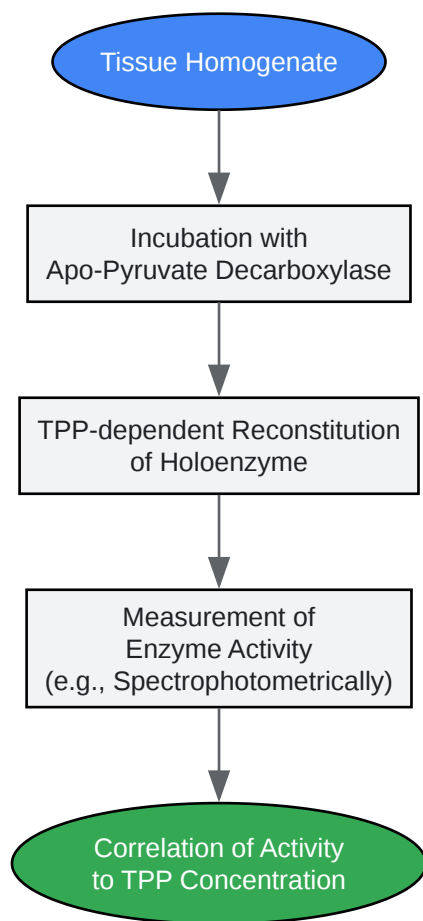 Tissue Homogenate
Incubation with
Apo-Pyruvate Decarboxylase
TPP-dependent Reconstitution
of Holoenzyme
Measurement of
Enzyme Activity
(e.g., Spectrophotometrically)
Correlation of Activity
to TPP Concentration